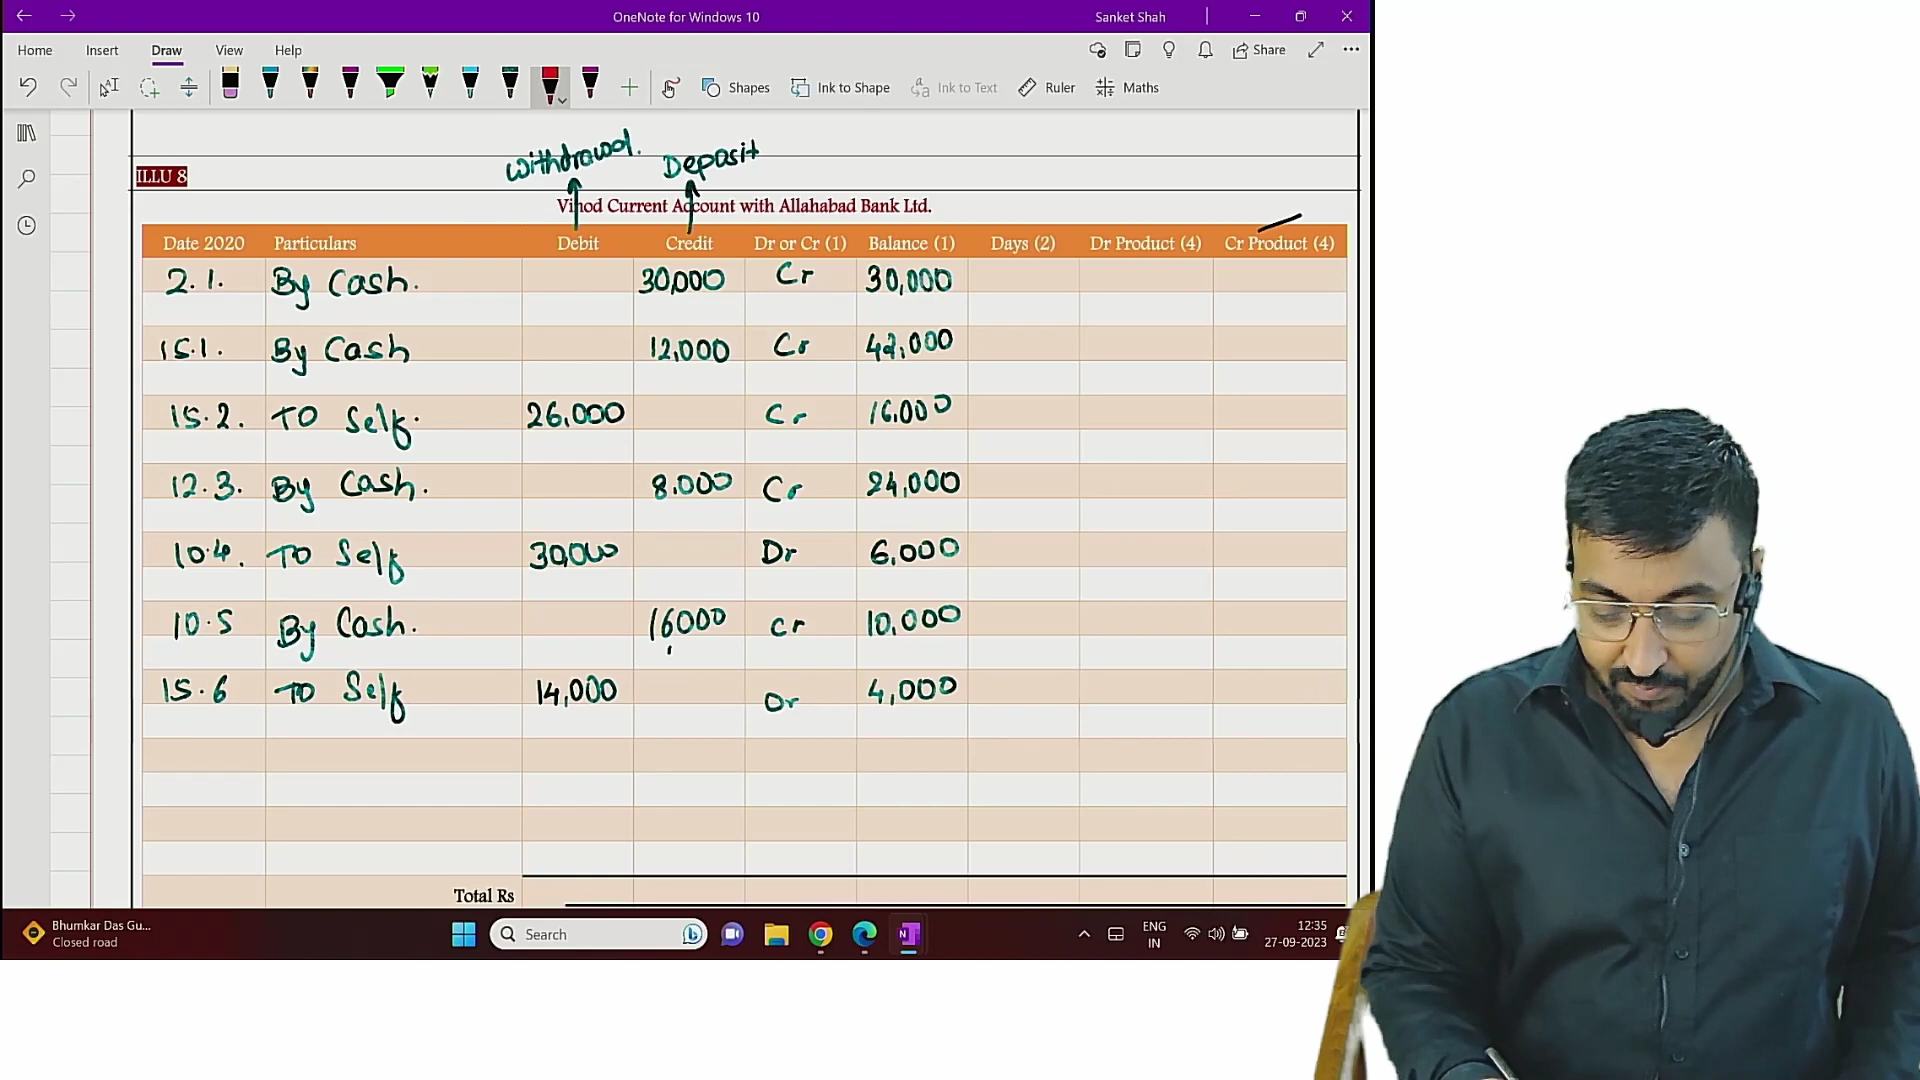 OneNote for Windows 10
Sanket Shah
Home Insert Draw View Help
Share
Shapes Ink to Shape Ink to Text Ruler Maths
Withdrawal. Deposit
ILLU 8
Vinod Current Account with Allahabad Bank Ltd.
Date 2020 Particulars Debit Credit Dr or Cr (1) Balance (1) Days (2) Dr Product (4) Cr Product (4)
2.1. By Cash. 30,000 Cr 30,000
15.1. By Cash 12,000 Cr 42,000
15.2. TO Self. 26,000 Cr 16,000
12.3. By Cash. 8,000 Cr 24,000
10.4. TO Self 30,000 Dr 6,000
10.5 By Cash. 16,000 Cr 10,000
15.6 TO Self 14,000 Dr 4,000
Total Rs
Bhumkar Das Gu...
Closed road
Search
ENG
IN
12:35
27-09-2023